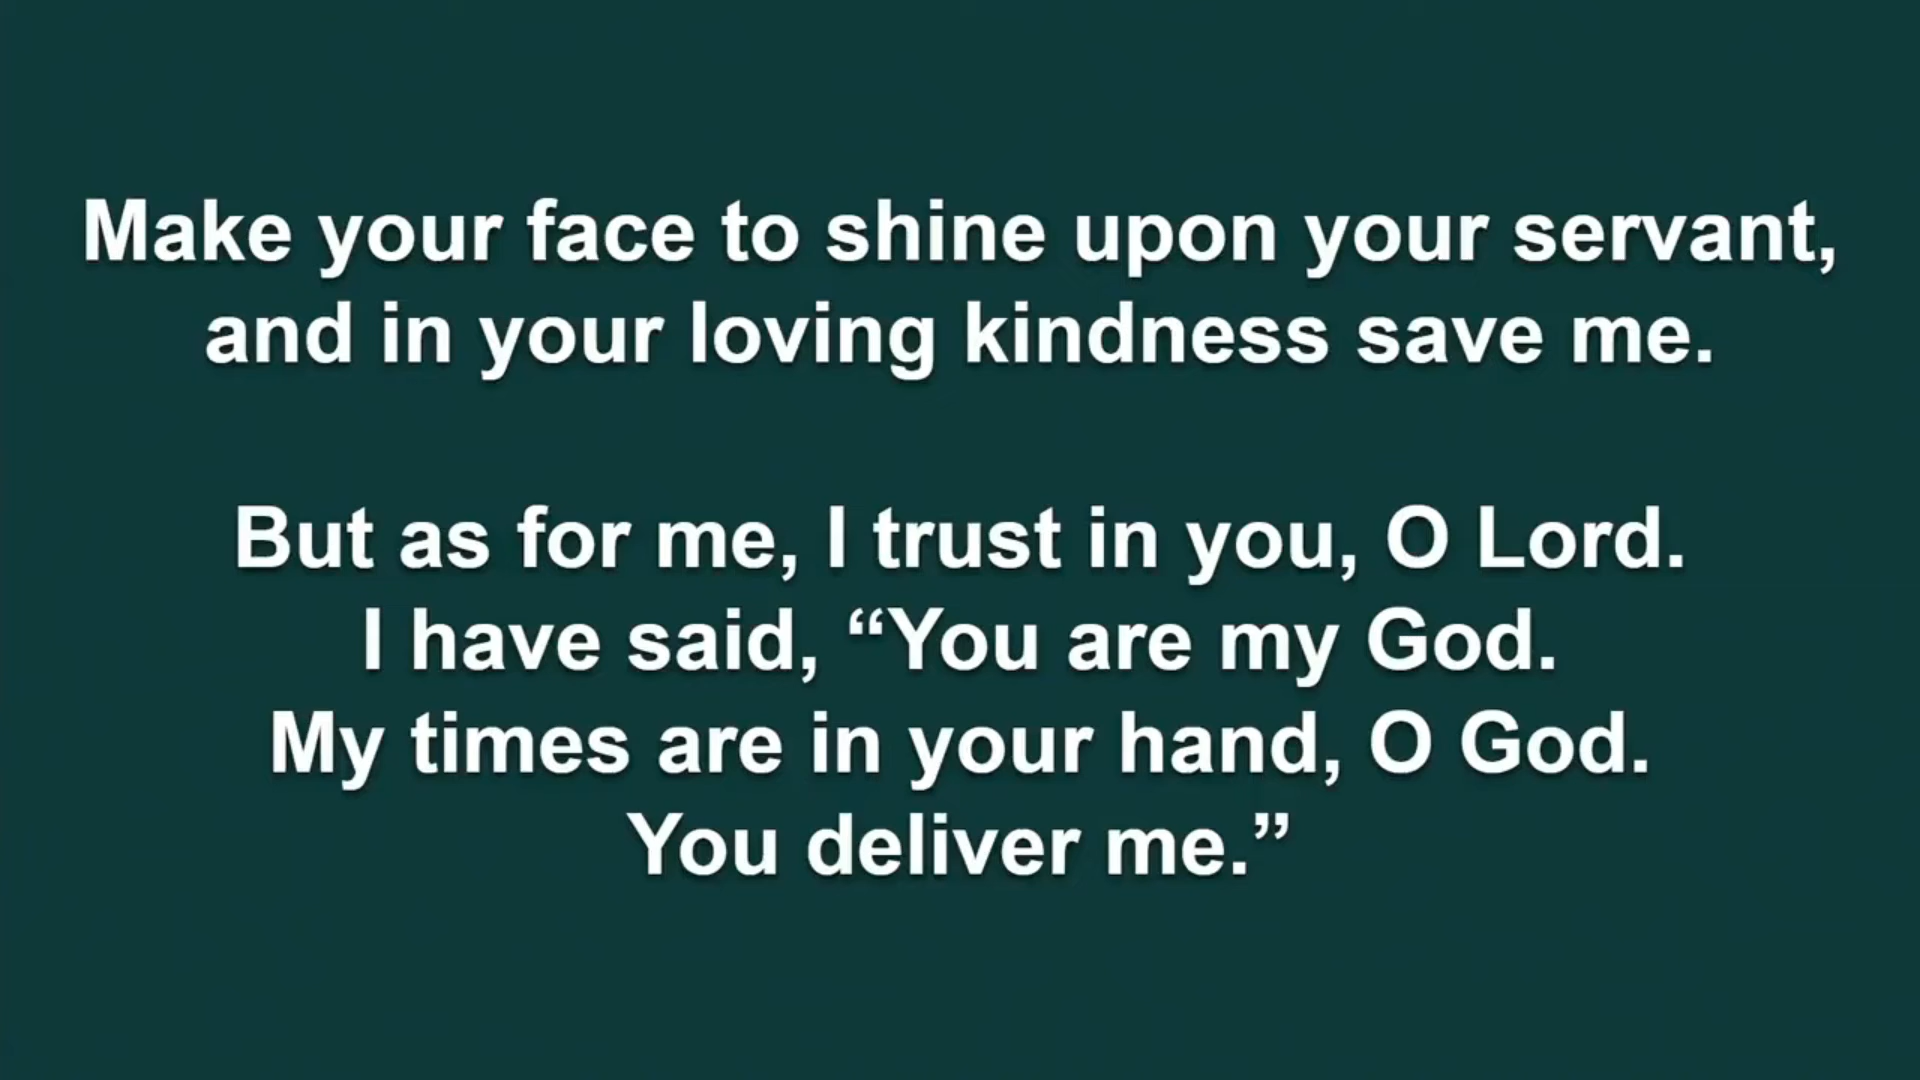 Make your face to shine upon your servant,
and in your loving kindness save me.
But as for me, I trust in you, O Lord.
I have said, “You are my God.
My times are in your hand, O God.
You deliver me.”